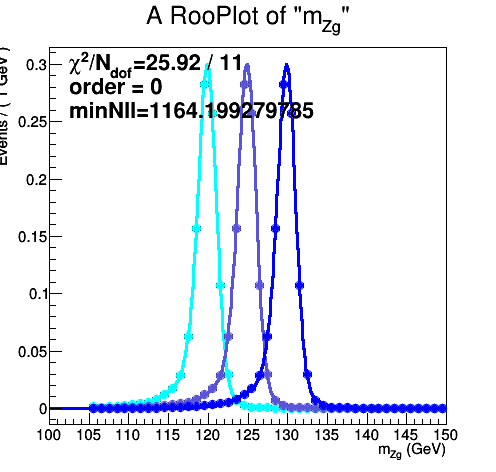 A RooPlot of "m_Zg"
χ²/N_dof=25.92 / 11
order = 0
minNll=1164.199279785
Events / ( 1 GeV )
0.3
0.25
0.2
0.15
0.1
0.05
0
100 105 110 115 120 125 130 135 140 145 150
m_Zg (GeV)